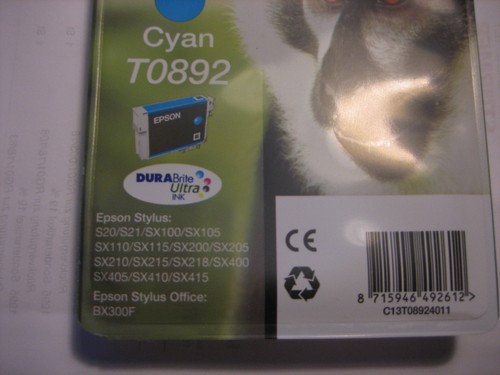 Cyan
T0892
EPSON
DURABrite
Ultra
INK
Epson Stylus:
S20/S21/SX100/SX105
SX110/SX115/SX200/SX205
SX210/SX215/SX218/SX400
SX405/SX410/SX415
Epson Stylus Office:
BX300F
CE
8 715946 492612 >
C13T08924011